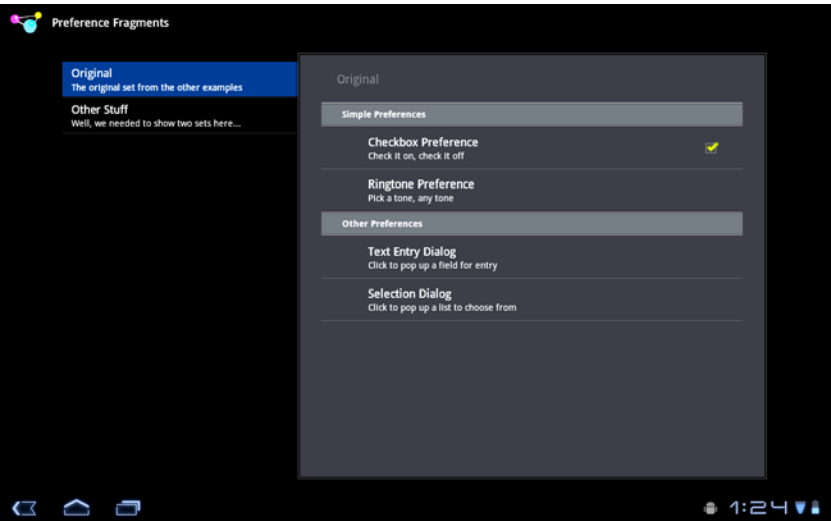 Preference Fragments
Original
The original set from the other examples
Other Stuff
Well, we needed to show two sets here...
Original
Simple Preferences
Checkbox Preference
Check it on, check it off
Ringtone Preference
Pick a tone, any tone
Other Preferences
Text Entry Dialog
Click to pop up a field for entry
Selection Dialog
Click to pop up a list to choose from
1:24